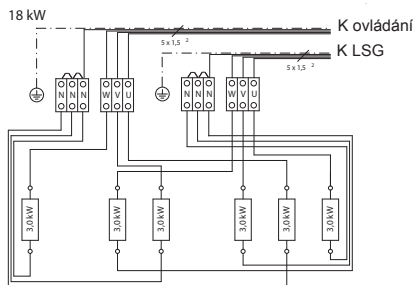 18 kW
K ovládání
5 x 1,5 ²
K LSG
5 x 1,5 ²
N N N W V U N N N W V U
3,0 kW 3,0 kW 3,0 kW 3,0 kW 3,0 kW 3,0 kW